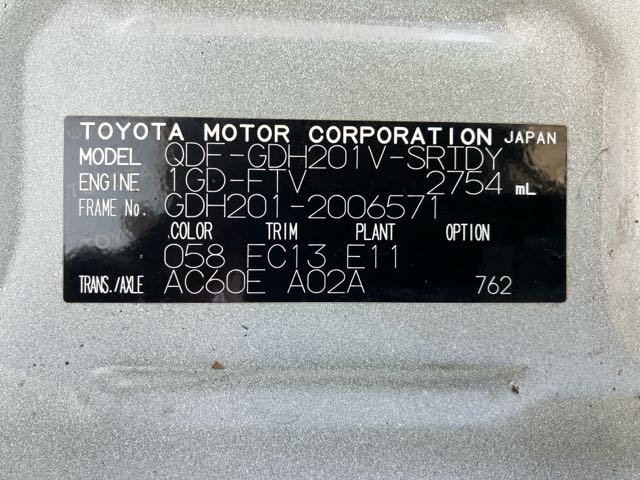 TOYOTA MOTOR CORPORATION JAPAN
MODEL QDF-GDH201V-SRTDY
ENGINE 1GD-FTV 2754 mL
FRAME No. GDH201-2006571
COLOR TRIM PLANT OPTION
058 FC13 E11
TRANS./AXLE AC60E A02A 762